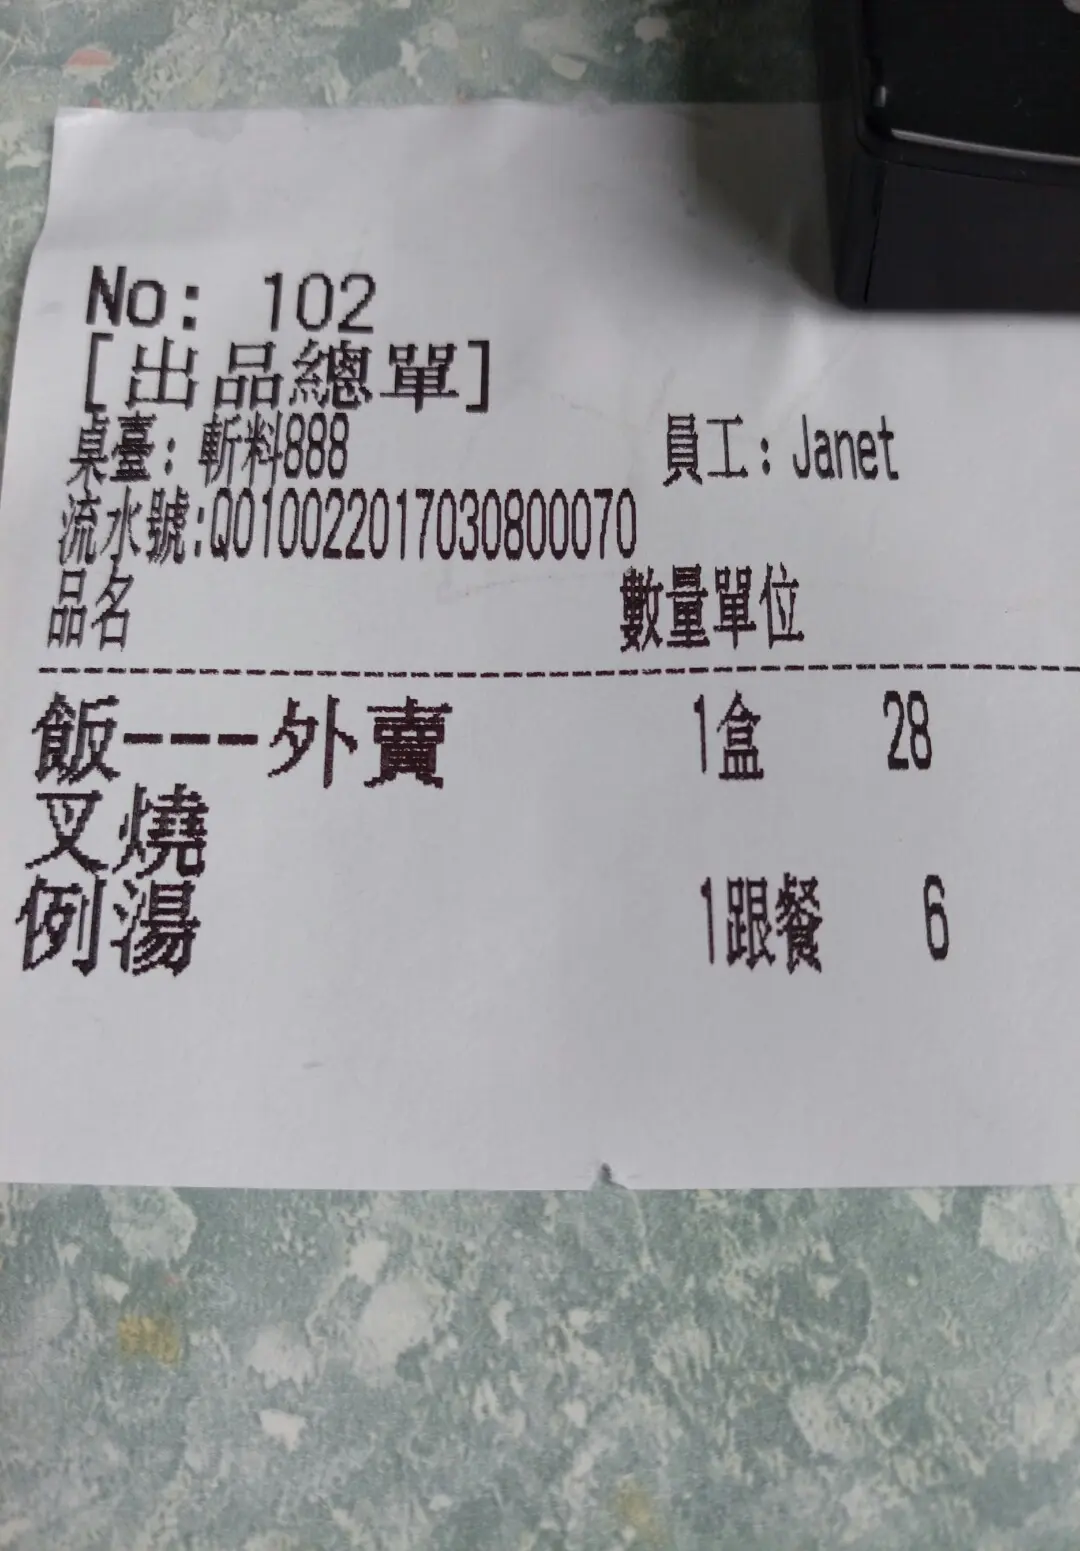 No: 102
[出品總單]
桌臺: 斬料888 員工: Janet
流水號:Q010022017030800070
品名 數量單位
飯---外賣 1盒 28
叉燒
例湯 1跟餐 6